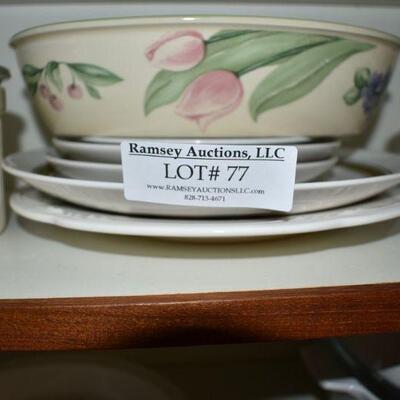 Ramsey Auctions, LLC
LOT# 77
www.RAMSEYAUCTIONSLLC.com
828-713-4671